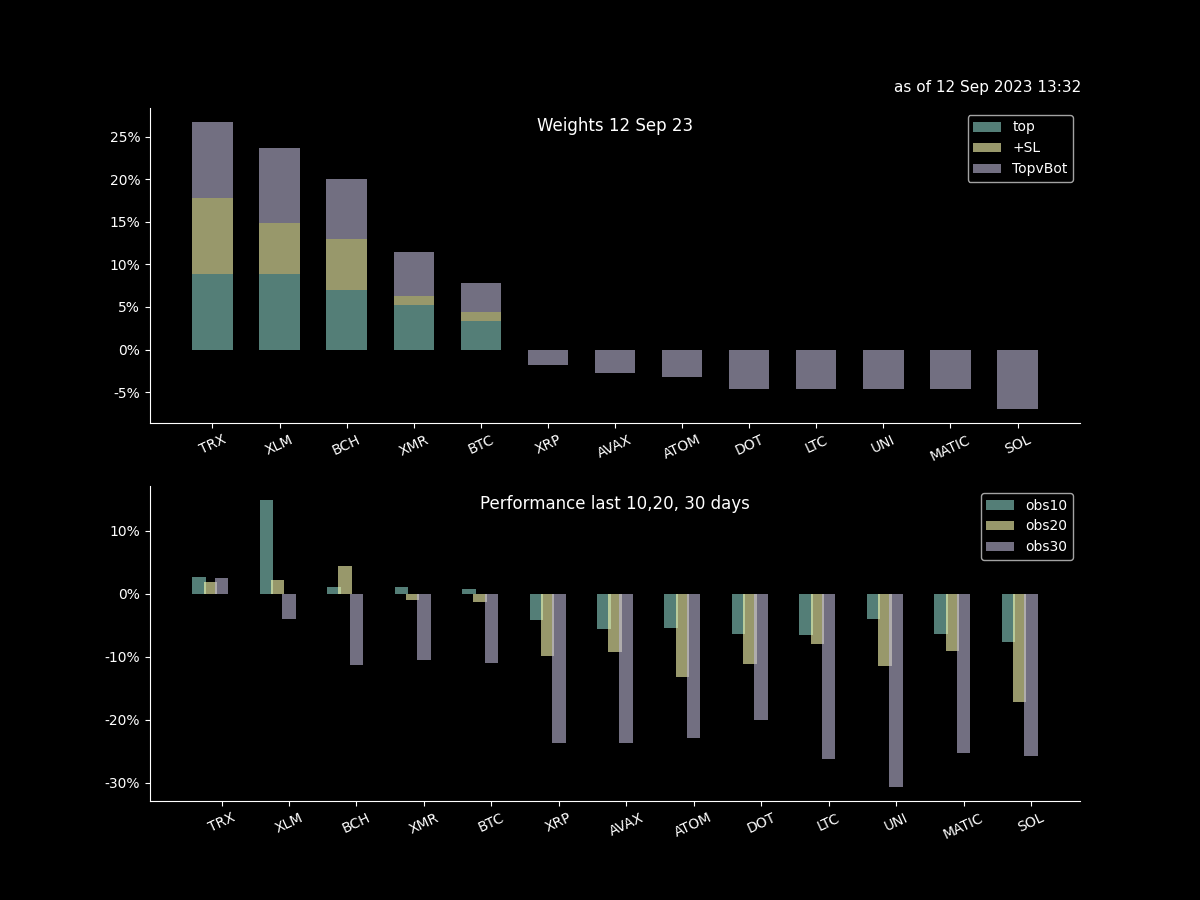 as of 12 Sep 2023 13:32
Weights 12 Sep 23
top
+SL
TopvBot
25%
20%
15%
10%
5%
0%
-5%
TRX XLM BCH XMR BTC XRP AVAX ATOM DOT LTC UNI MATIC SOL
Performance last 10,20, 30 days
obs10
obs20
obs30
10%
0%
-10%
-20%
-30%
TRX XLM BCH XMR BTC XRP AVAX ATOM DOT LTC UNI MATIC SOL